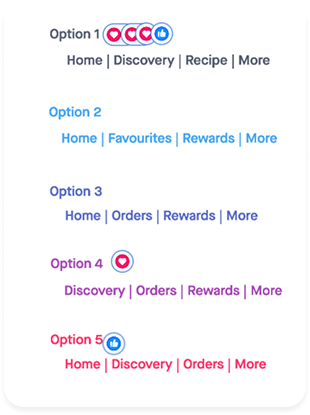 Option 1
Home | Discovery | Recipe | More
Option 2
Home | Favourites | Rewards | More
Option 3
Home | Orders | Rewards | More
Option 4
Discovery | Orders | Rewards | More
Option 5
Home | Discovery | Orders | More